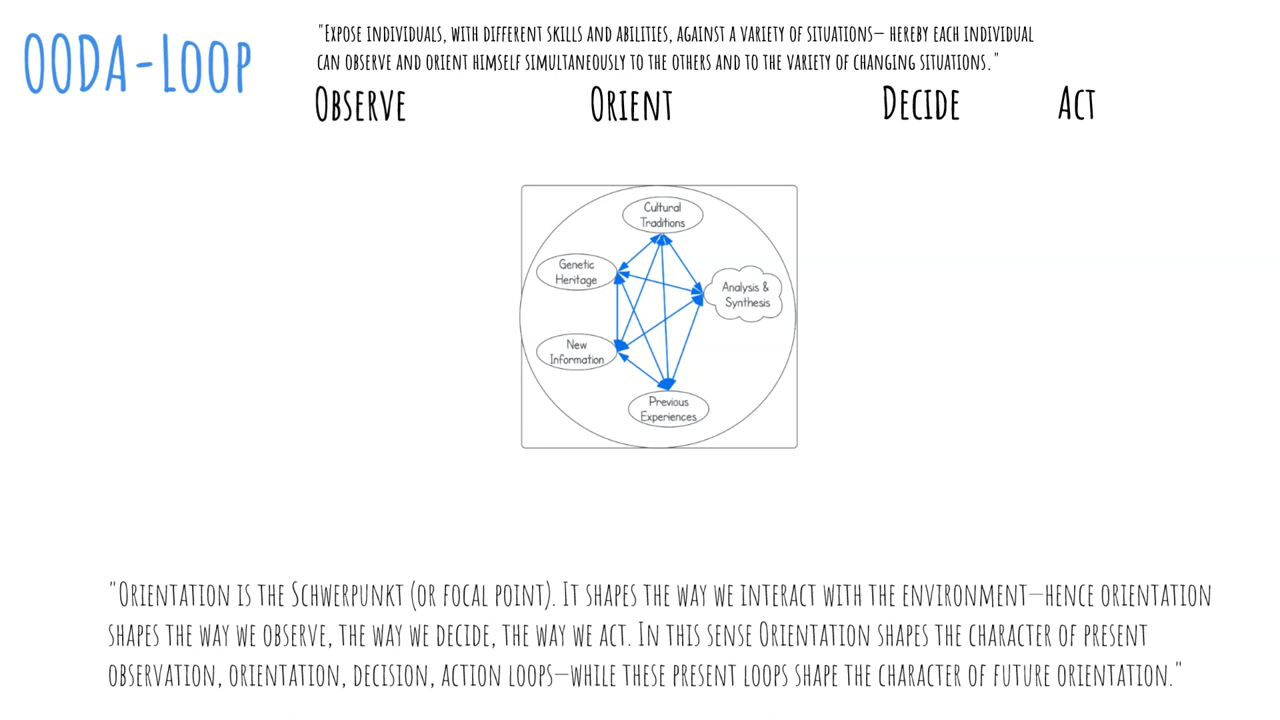 OODA-Loop
"Expose individuals, with different skills and abilities, against a variety of situations— hereby each individual
can observe and orient himself simultaneously to the others and to the variety of changing situations."
Observe Orient Decide Act
Cultural
Traditions
Genetic
Heritage
Analysis &
Synthesis
New
Information
Previous
Experiences
"Orientation is the Schwerpunkt (or focal point). It shapes the way we interact with the environment—hence orientation
shapes the way we observe, the way we decide, the way we act. In this sense Orientation shapes the character of present
observation, orientation, decision, action loops—while these present loops shape the character of future orientation."